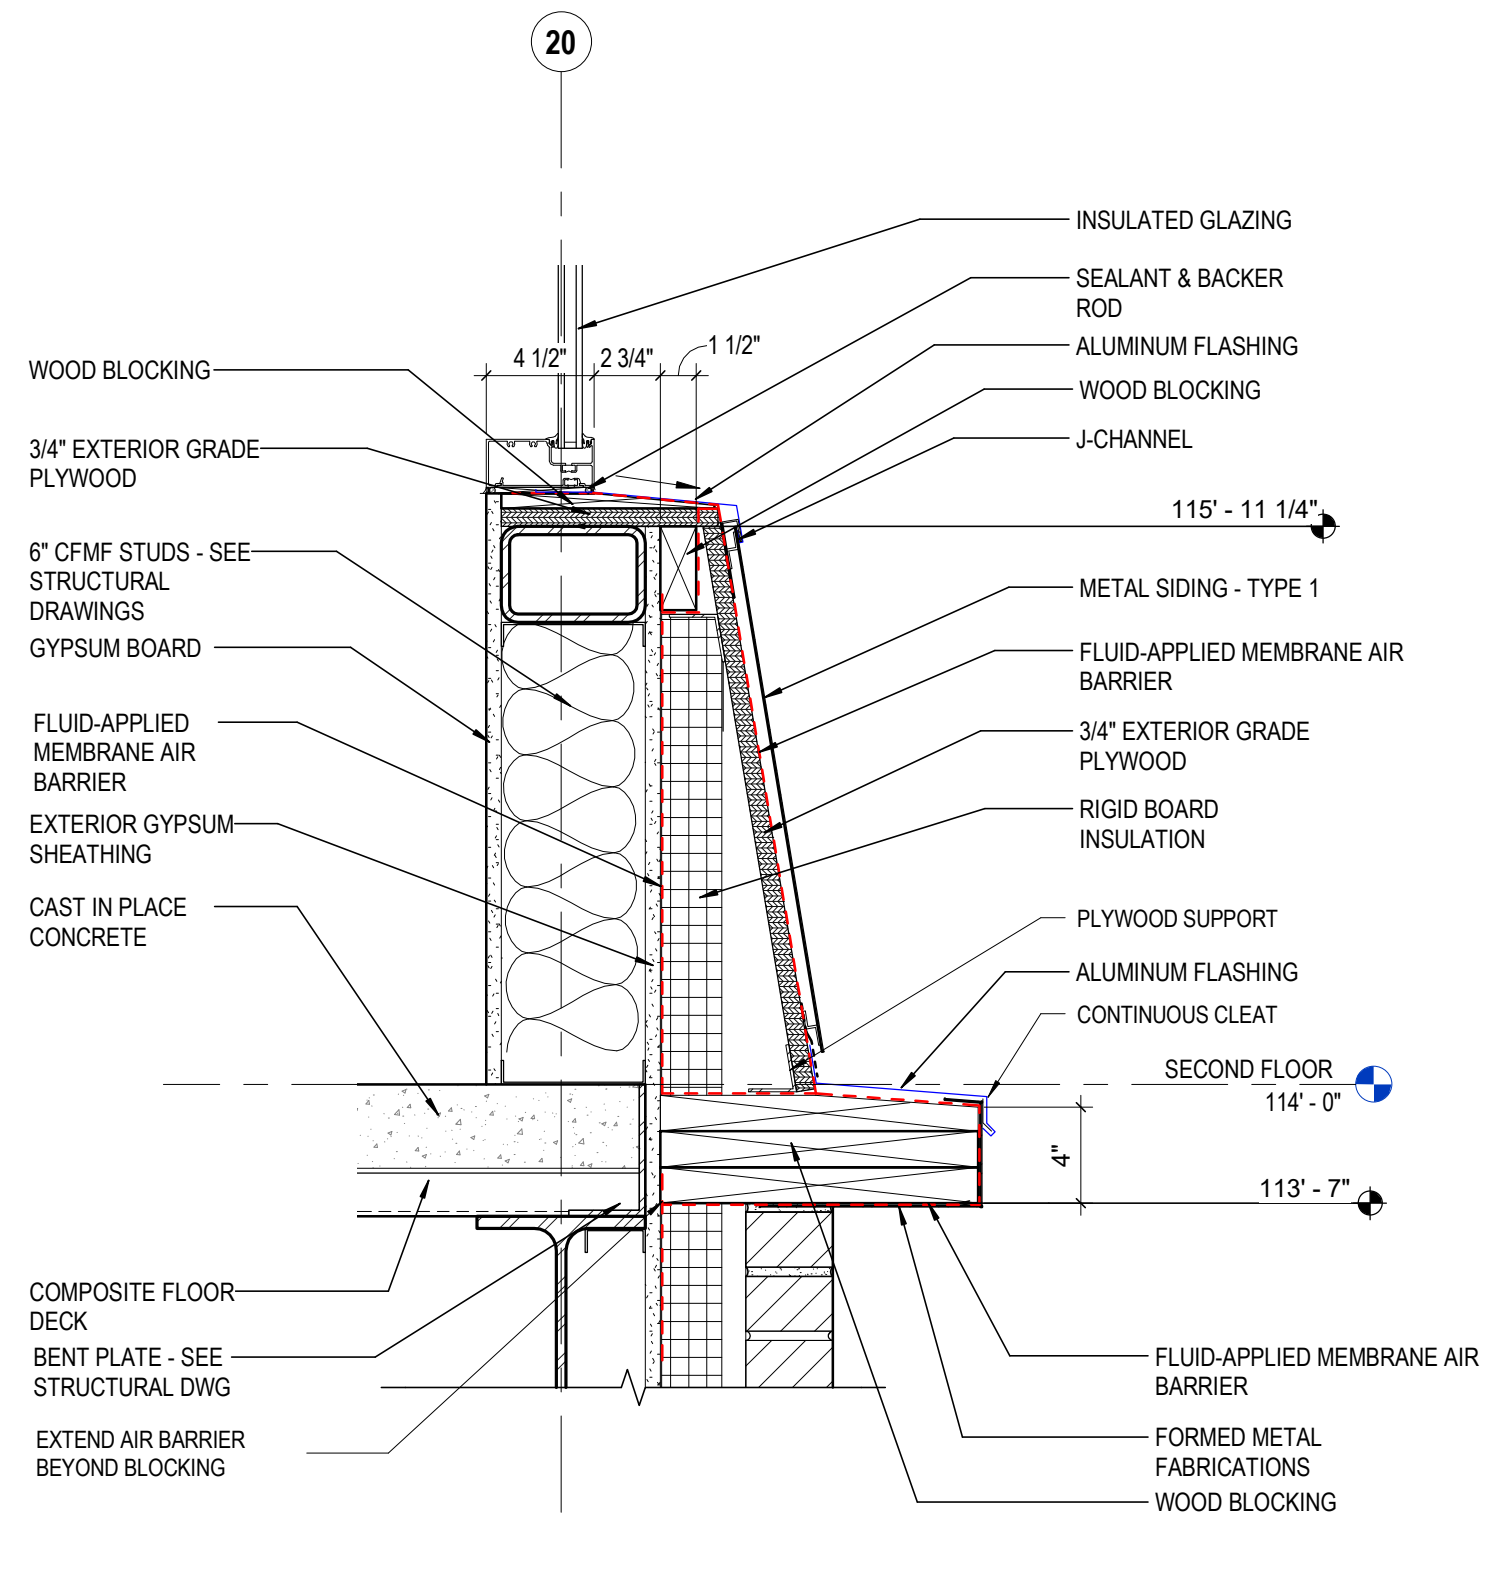 20
INSULATED GLAZING
SEALANT & BACKER
ROD
ALUMINUM FLASHING
WOOD BLOCKING
J-CHANNEL
4 1/2"
2 3/4"
1 1/2"
WOOD BLOCKING
3/4" EXTERIOR GRADE
PLYWOOD
6" CFMF STUDS - SEE
STRUCTURAL
DRAWINGS
GYPSUM BOARD
FLUID-APPLIED
MEMBRANE AIR
BARRIER
EXTERIOR GYPSUM
SHEATHING
CAST IN PLACE
CONCRETE
115' - 11 1/4"
METAL SIDING - TYPE 1
FLUID-APPLIED MEMBRANE AIR
BARRIER
3/4" EXTERIOR GRADE
PLYWOOD
RIGID BOARD
INSULATION
PLYWOOD SUPPORT
ALUMINUM FLASHING
CONTINUOUS CLEAT
SECOND FLOOR
114' - 0"
4"
113' - 7"
COMPOSITE FLOOR
DECK
BENT PLATE - SEE
STRUCTURAL DWG
EXTEND AIR BARRIER
BEYOND BLOCKING
FLUID-APPLIED MEMBRANE AIR
BARRIER
FORMED METAL
FABRICATIONS
WOOD BLOCKING